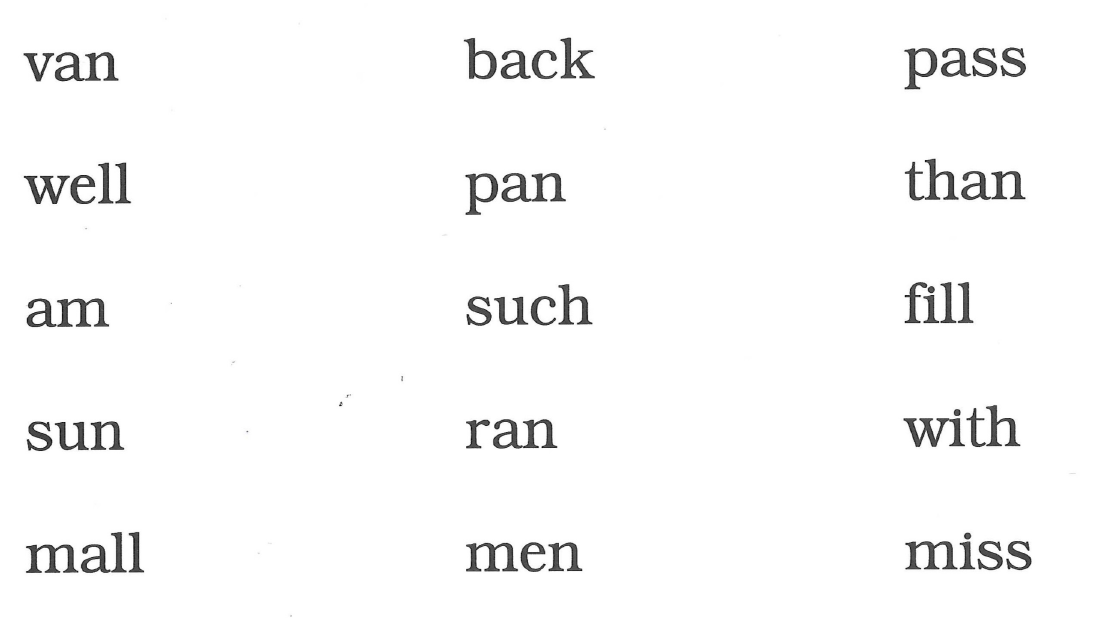 van back pass
well pan than
am such fill
sun ran with
mall men miss